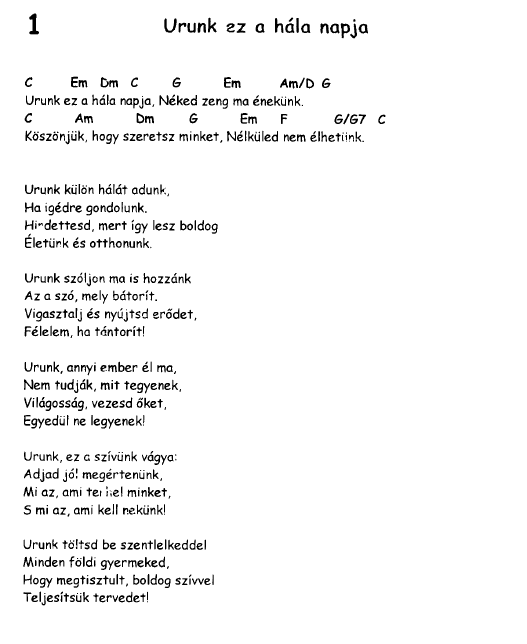 1 Urunk ez a hála napja
C Em Dm C G Em Am/D G
Urunk ez a hála napja, Néked zeng ma énekünk.
C Am Dm G Em F G/G7 C
Köszönjük, hogy szeretsz minket, Nélküled nem élhetünk.
Urunk külön hálát adunk,
Ha igédre gondolunk.
Hirdettesd, mert így lesz boldog
Életünk és otthonunk.
Urunk szóljon ma is hozzánk
Az a szó, mely bátorít.
Vigasztalj és nyújtsd erődet,
Félelem, ha tántorít!
Urunk, annyi ember él ma,
Nem tudják, mit tegyenek,
Világosság, vezesd őket,
Egyedül ne legyenek!
Urunk, ez a szívünk vágya:
Adjad jól megértenünk,
Mi az, ami terhel minket,
S mi az, ami kell nekünk!
Urunk töltsd be szentlelkeddel
Minden földi gyermeked,
Hogy megtisztult, boldog szívvel
Teljesítsük tervedet!